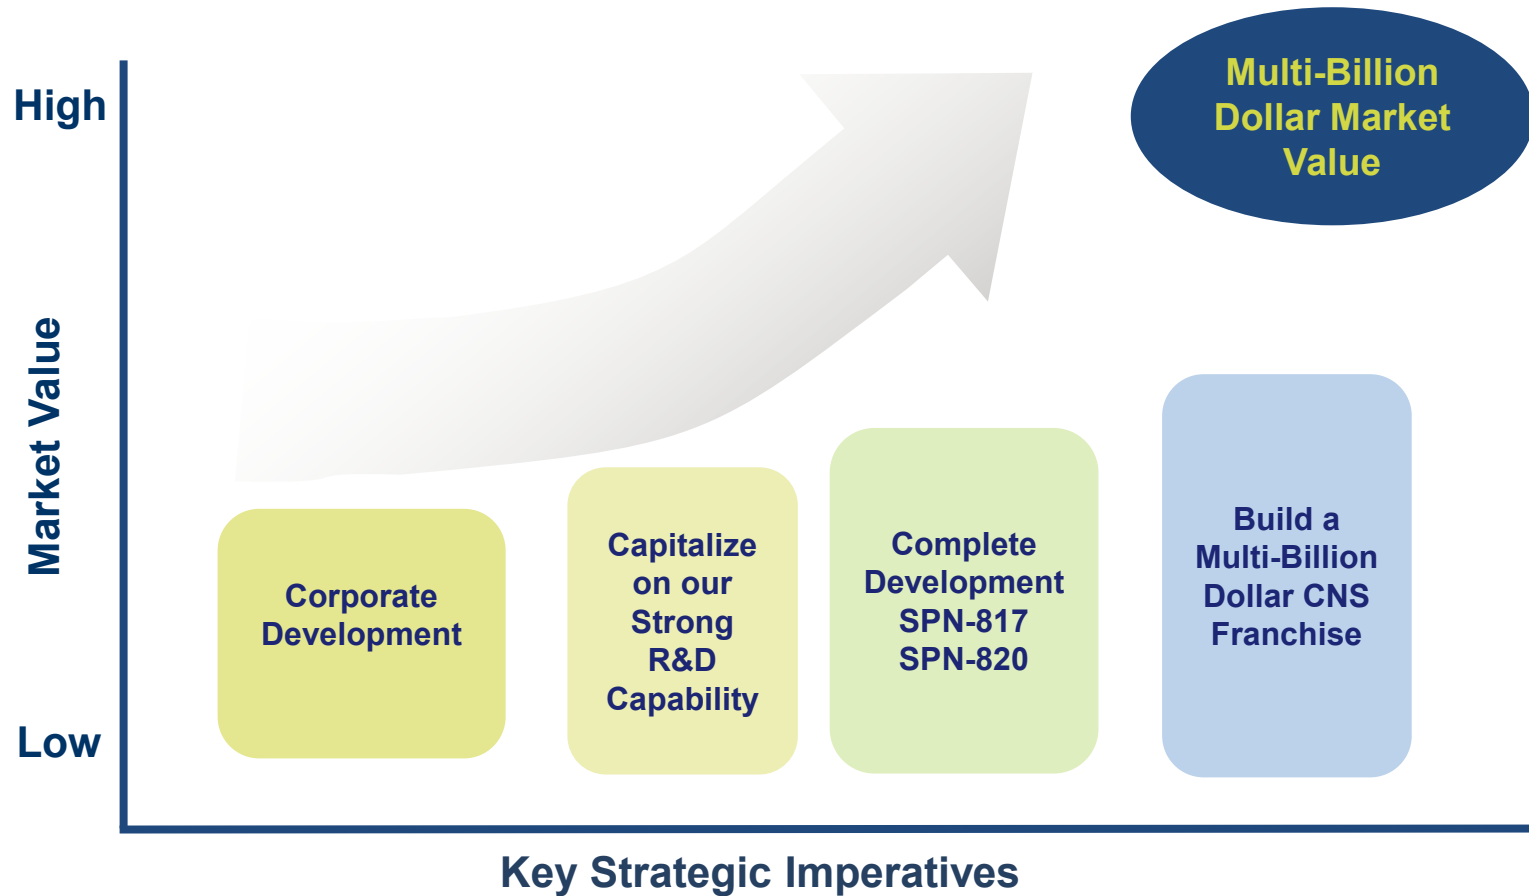 Multi-Billion
Dollar Market
Value
High
Market Value
Low
Corporate
Development
Capitalize
on our
Strong
R&D
Capability
Complete
Development
SPN-817
SPN-820
Build a
Multi-Billion
Dollar CNS
Franchise
Key Strategic Imperatives